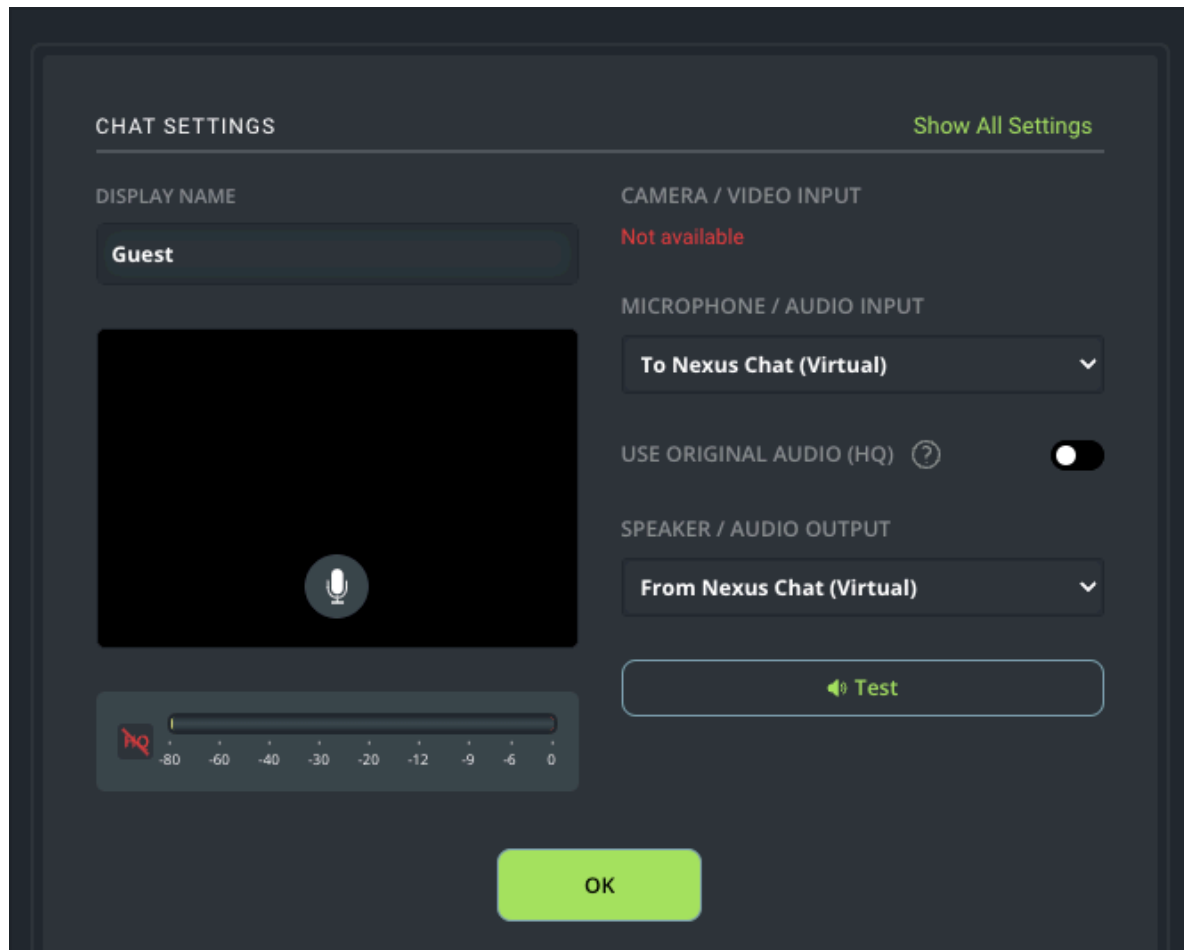 CHAT SETTINGS
Show All Settings
DISPLAY NAME
Guest
CAMERA / VIDEO INPUT
Not available
MICROPHONE / AUDIO INPUT
To Nexus Chat (Virtual)
USE ORIGINAL AUDIO (HQ) ?
SPEAKER / AUDIO OUTPUT
From Nexus Chat (Virtual)
Test
HQ
-80 -60 -40 -30 -20 -12 -9 -6 0
OK